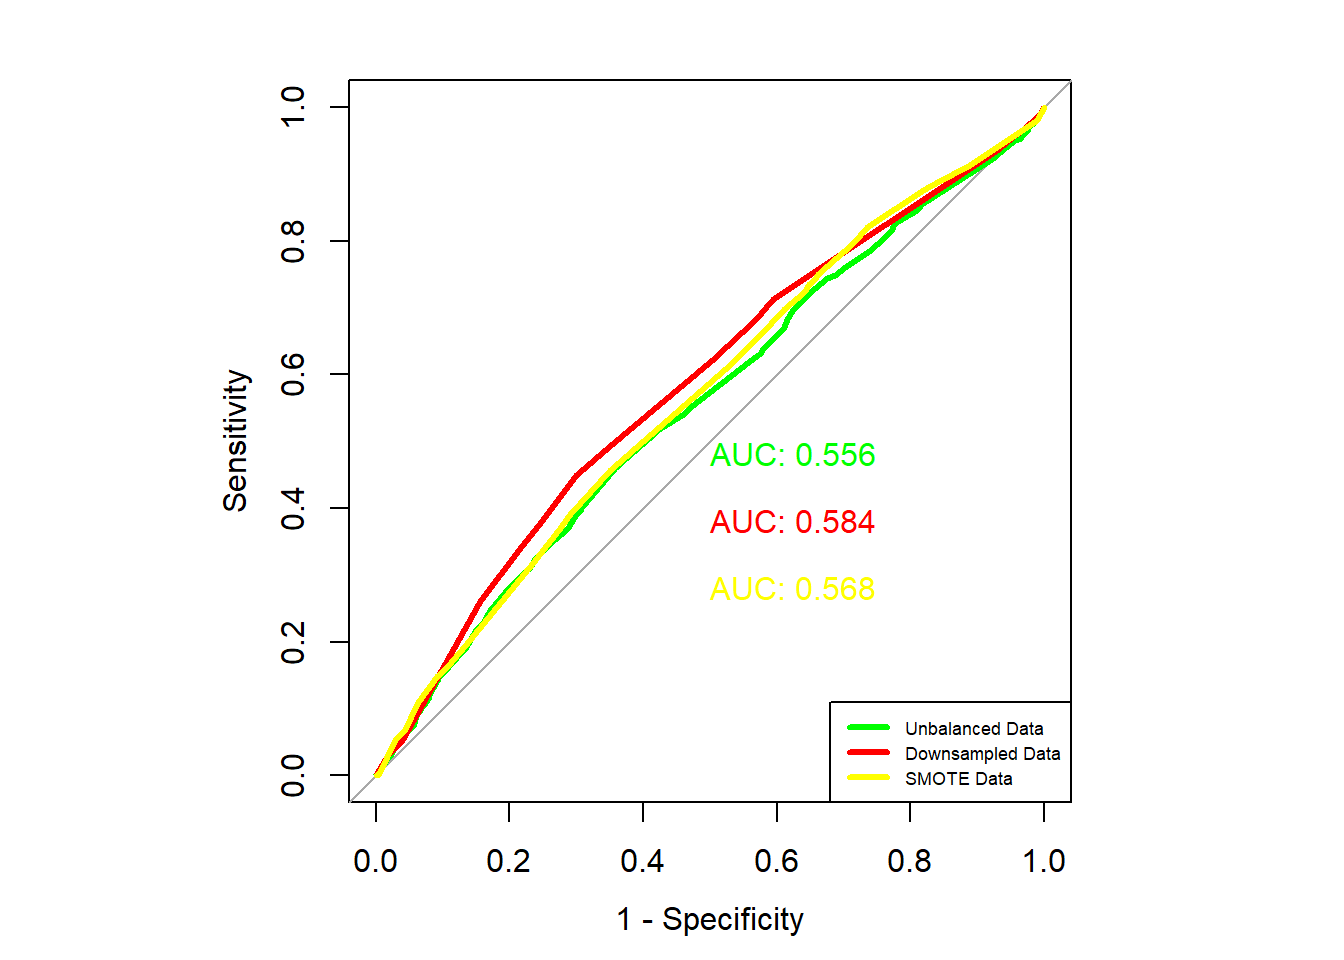 1.0
0.8
0.6
0.4
0.2
0.0
Sensitivity
AUC: 0.556
AUC: 0.584
AUC: 0.568
Unbalanced Data
Downsampled Data
SMOTE Data
0.0 0.2 0.4 0.6 0.8 1.0
1 - Specificity